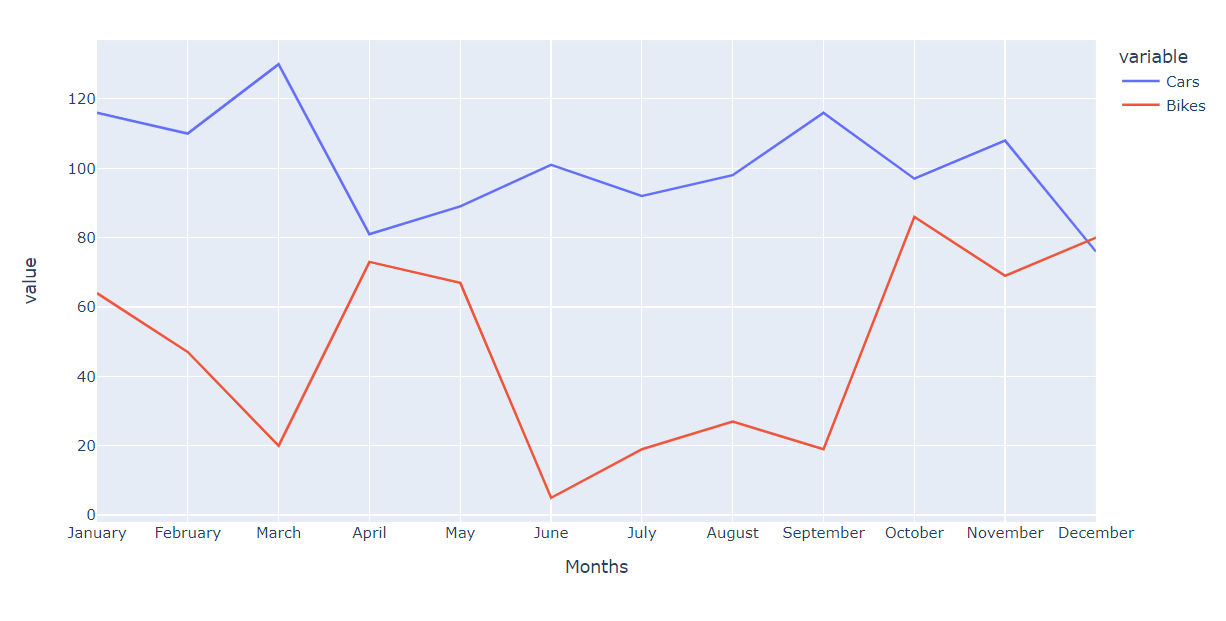 variable
Cars
Bikes
value
120
100
80
60
40
20
0
January February March April May June July August September October November December
Months